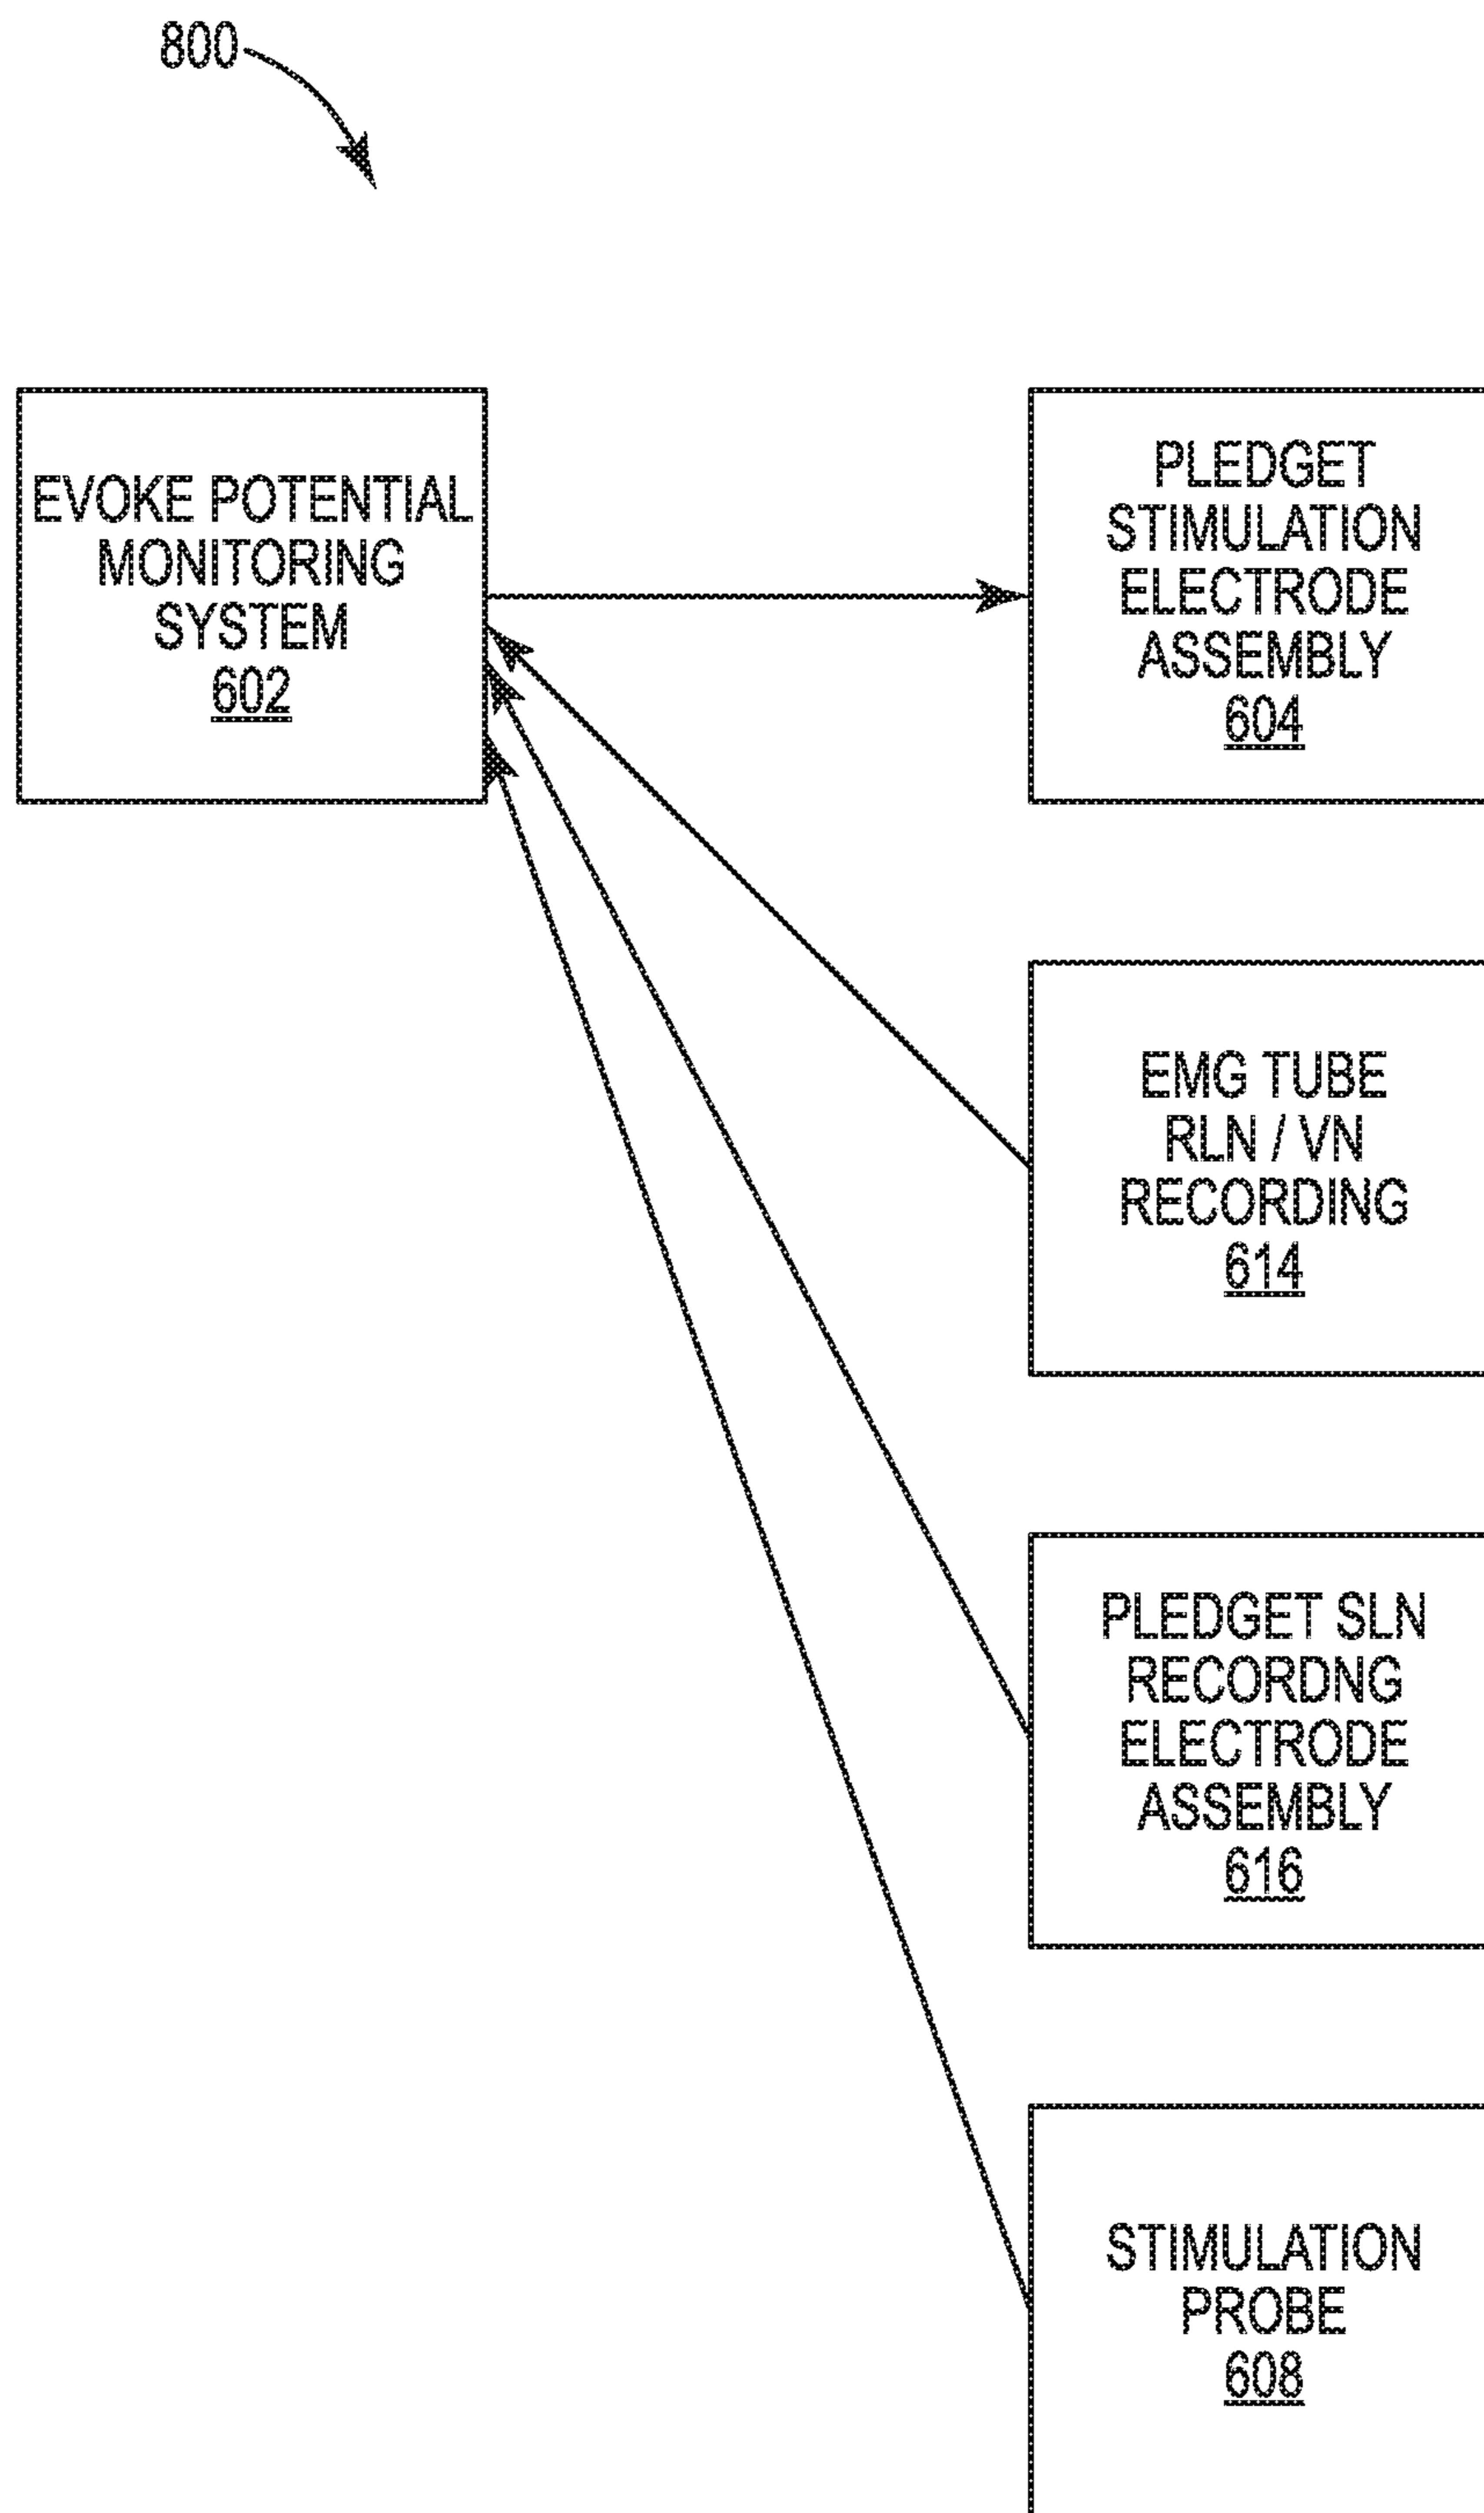 800
EVOKE POTENTIAL
MONITORING
SYSTEM
602
PLEDGET
STIMULATION
ELECTRODE
ASSEMBLY
604
EMG TUBE
RLN / VN
RECORDING
614
PLEDGET SLN
RECORDNG
ELECTRODE
ASSEMBLY
616
STIMULATION
PROBE
608